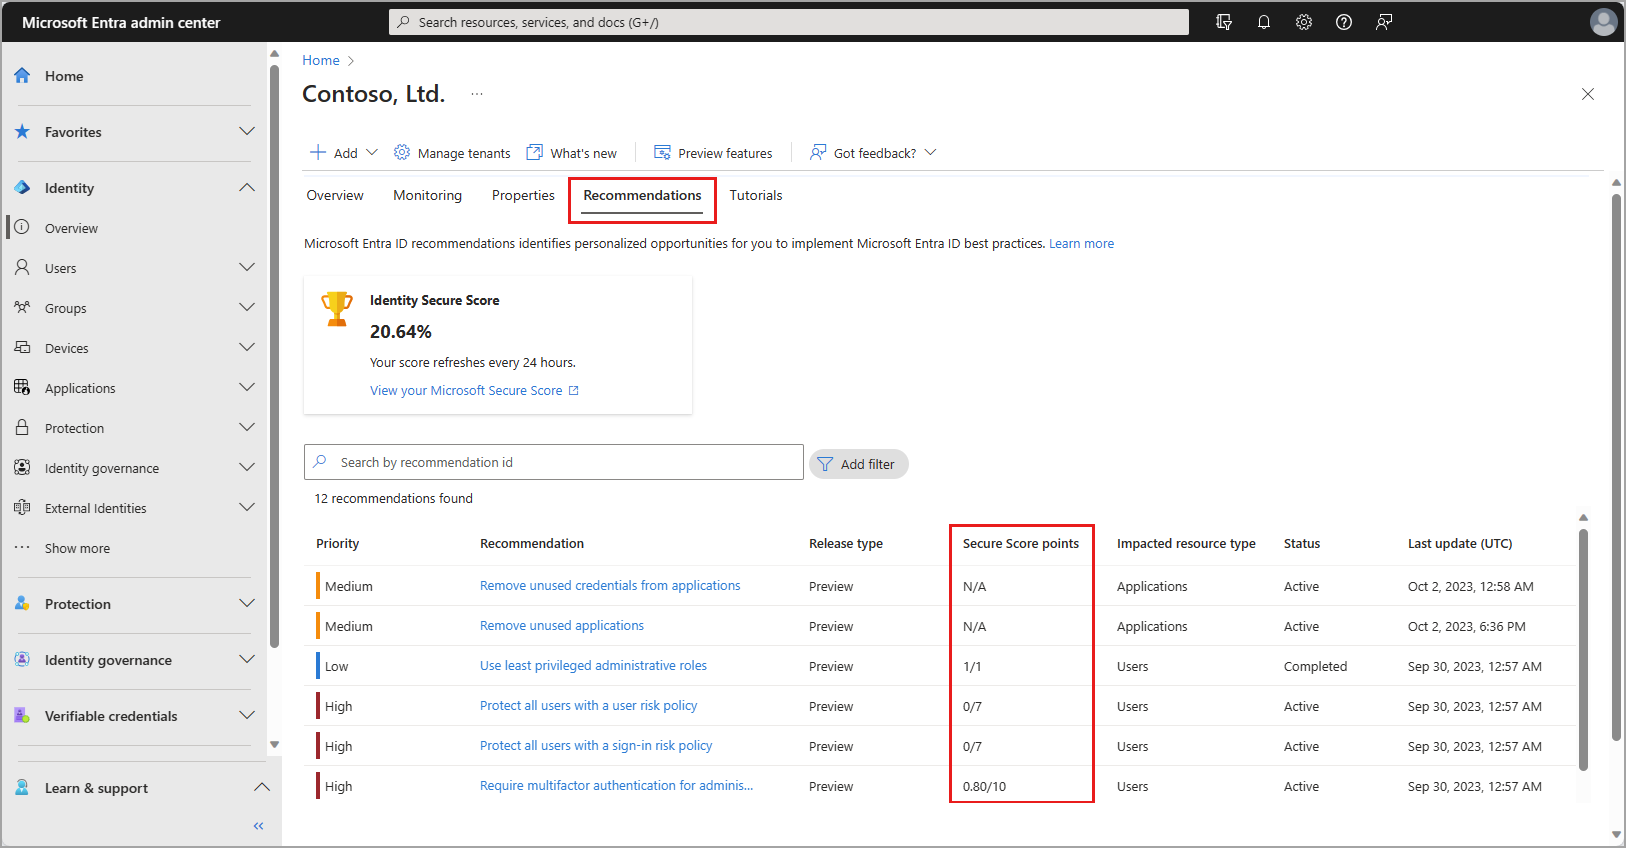 Microsoft Entra admin center
Search resources, services, and docs (G+/)
Home
Favorites
Identity
Overview
Users
Groups
Devices
Applications
Protection
Identity governance
External Identities
Show more
Protection
Identity governance
Verifiable credentials
Learn & support
Home
Contoso, Ltd.
Add
Manage tenants
What's new
Preview features
Got feedback?
Overview Monitoring Properties Recommendations Tutorials
Microsoft Entra ID recommendations identifies personalized opportunities for you to implement Microsoft Entra ID best practices. Learn more
Identity Secure Score
20.64%
Your score refreshes every 24 hours.
View your Microsoft Secure Score
Search by recommendation id
Add filter
12 recommendations found
Priority Recommendation Release type Secure Score points Impacted resource type Status Last update (UTC)
Medium Remove unused credentials from applications Preview N/A Applications Active Oct 2, 2023, 12:58 AM
Medium Remove unused applications Preview N/A Applications Active Oct 2, 2023, 6:36 PM
Low Use least privileged administrative roles Preview 1/1 Users Completed Sep 30, 2023, 12:57 AM
High Protect all users with a user risk policy Preview 0/7 Users Active Sep 30, 2023, 12:57 AM
High Protect all users with a sign-in risk policy Preview 0/7 Users Active Sep 30, 2023, 12:57 AM
High Require multifactor authentication for adminis... Preview 0.80/10 Users Active Sep 30, 2023, 12:57 AM